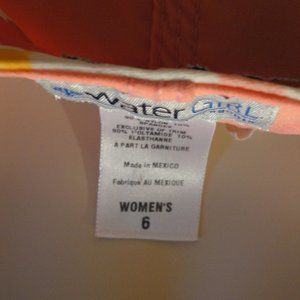 Water Girl
EXCLUSIVE OF TRIM
90% POLYAMIDE 10%
ELASTHANNE
A PART LA GARNITURE
Made in MEXICO
Fabrique AU MEXIQUE
WOMEN'S
6